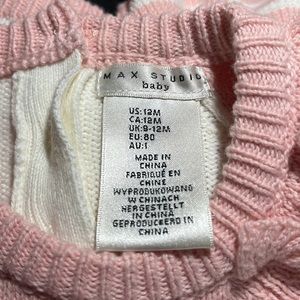 MAX STUDIO
baby
US:12M
CA:12M
UK:9-12M
EU:80
AU:1
MADE IN
CHINA
FABRIQUÉ EN
CHINE
WYPRODUKOWANO
W CHINACH
HERGESTELLT
IN CHINA
GEPRODUCEERD IN
CHINA